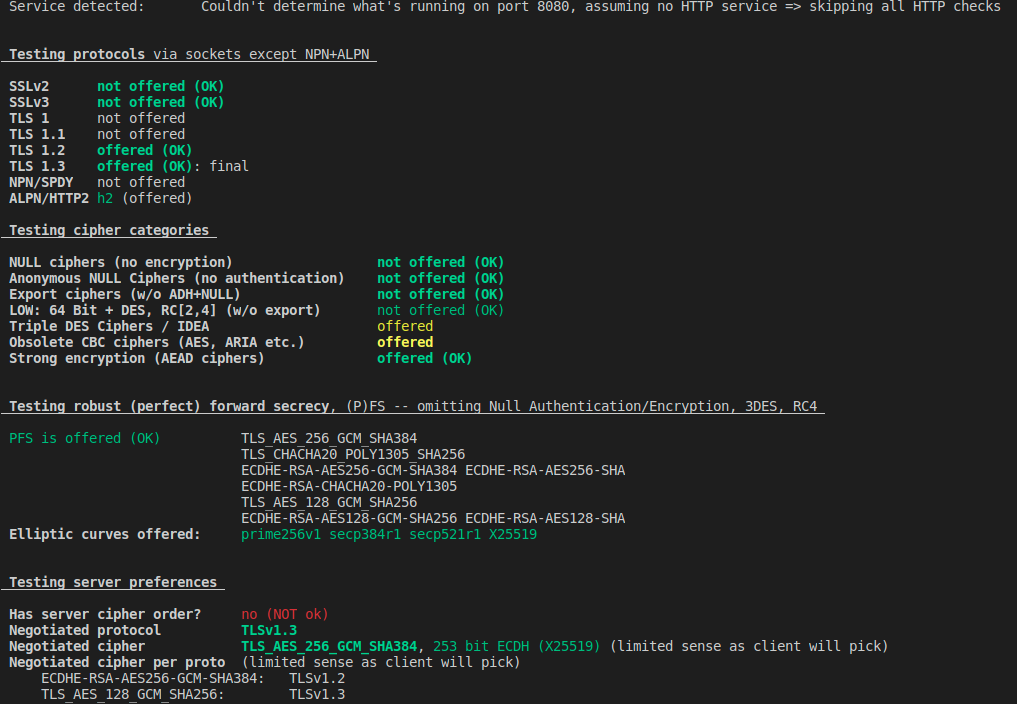 Service detected:       Couldn't determine what's running on port 8080, assuming no HTTP service => skipping all HTTP checks
Testing protocols via sockets except NPN+ALPN
SSLv2      not offered (OK)
SSLv3      not offered (OK)
TLS 1      not offered
TLS 1.1    not offered
TLS 1.2    offered (OK)
TLS 1.3    offered (OK): final
NPN/SPDY   not offered
ALPN/HTTP2 h2 (offered)
Testing cipher categories
NULL ciphers (no encryption)                  not offered (OK)
Anonymous NULL Ciphers (no authentication)    not offered (OK)
Export ciphers (w/o ADH+NULL)                 not offered (OK)
LOW: 64 Bit + DES, RC[2,4] (w/o export)       not offered (OK)
Triple DES Ciphers / IDEA                     offered
Obsolete CBC ciphers (AES, ARIA etc.)         offered
Strong encryption (AEAD ciphers)              offered (OK)
Testing robust (perfect) forward secrecy, (P)FS -- omitting Null Authentication/Encryption, 3DES, RC4
PFS is offered (OK)          TLS_AES_256_GCM_SHA384
TLS_CHACHA20_POLY1305_SHA256
ECDHE-RSA-AES256-GCM-SHA384 ECDHE-RSA-AES256-SHA
ECDHE-RSA-CHACHA20-POLY1305
TLS_AES_128_GCM_SHA256
ECDHE-RSA-AES128-GCM-SHA256 ECDHE-RSA-AES128-SHA
Elliptic curves offered:     prime256v1 secp384r1 secp521r1 X25519
Testing server preferences
Has server cipher order?     no (NOT ok)
Negotiated protocol          TLSv1.3
Negotiated cipher            TLS_AES_256_GCM_SHA384, 253 bit ECDH (X25519) (limited sense as client will pick)
Negotiated cipher per proto  (limited sense as client will pick)
ECDHE-RSA-AES256-GCM-SHA384:   TLSv1.2
TLS_AES_128_GCM_SHA256:        TLSv1.3